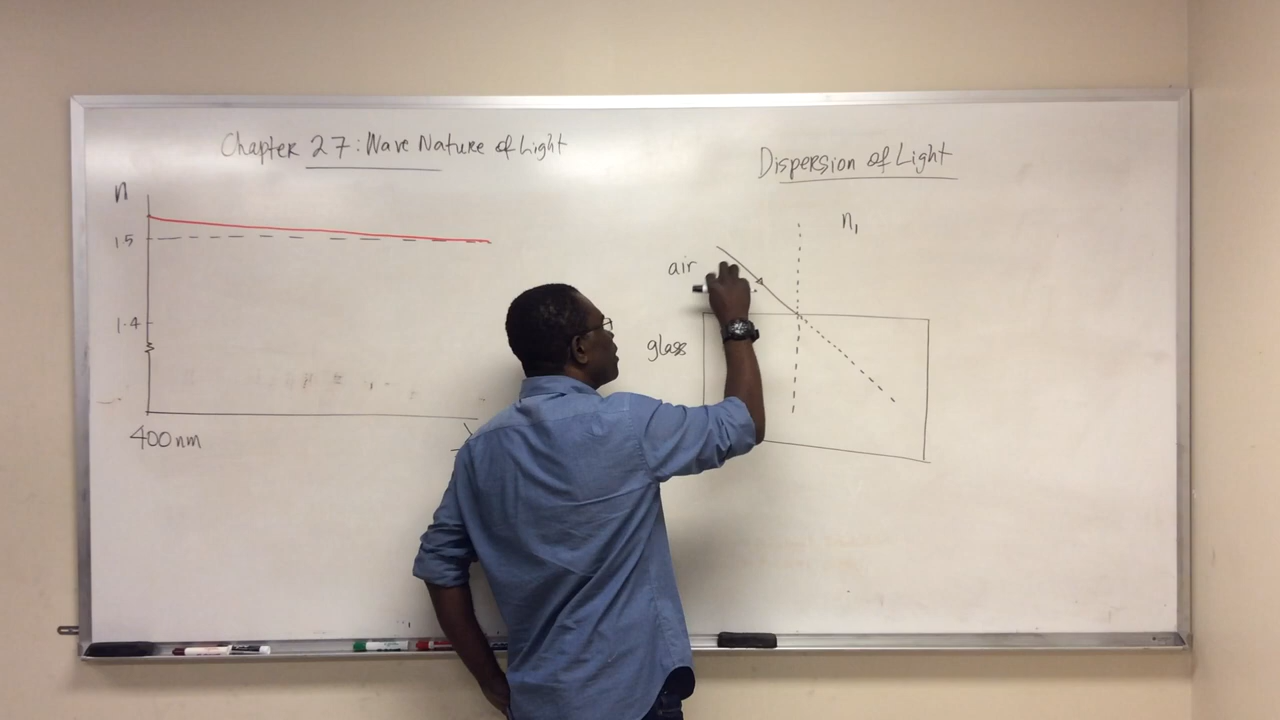 Chapter 27: Wave Nature of Light
n
1.5
1.4
400 nm
Dispersion of Light
n₁
air
glass